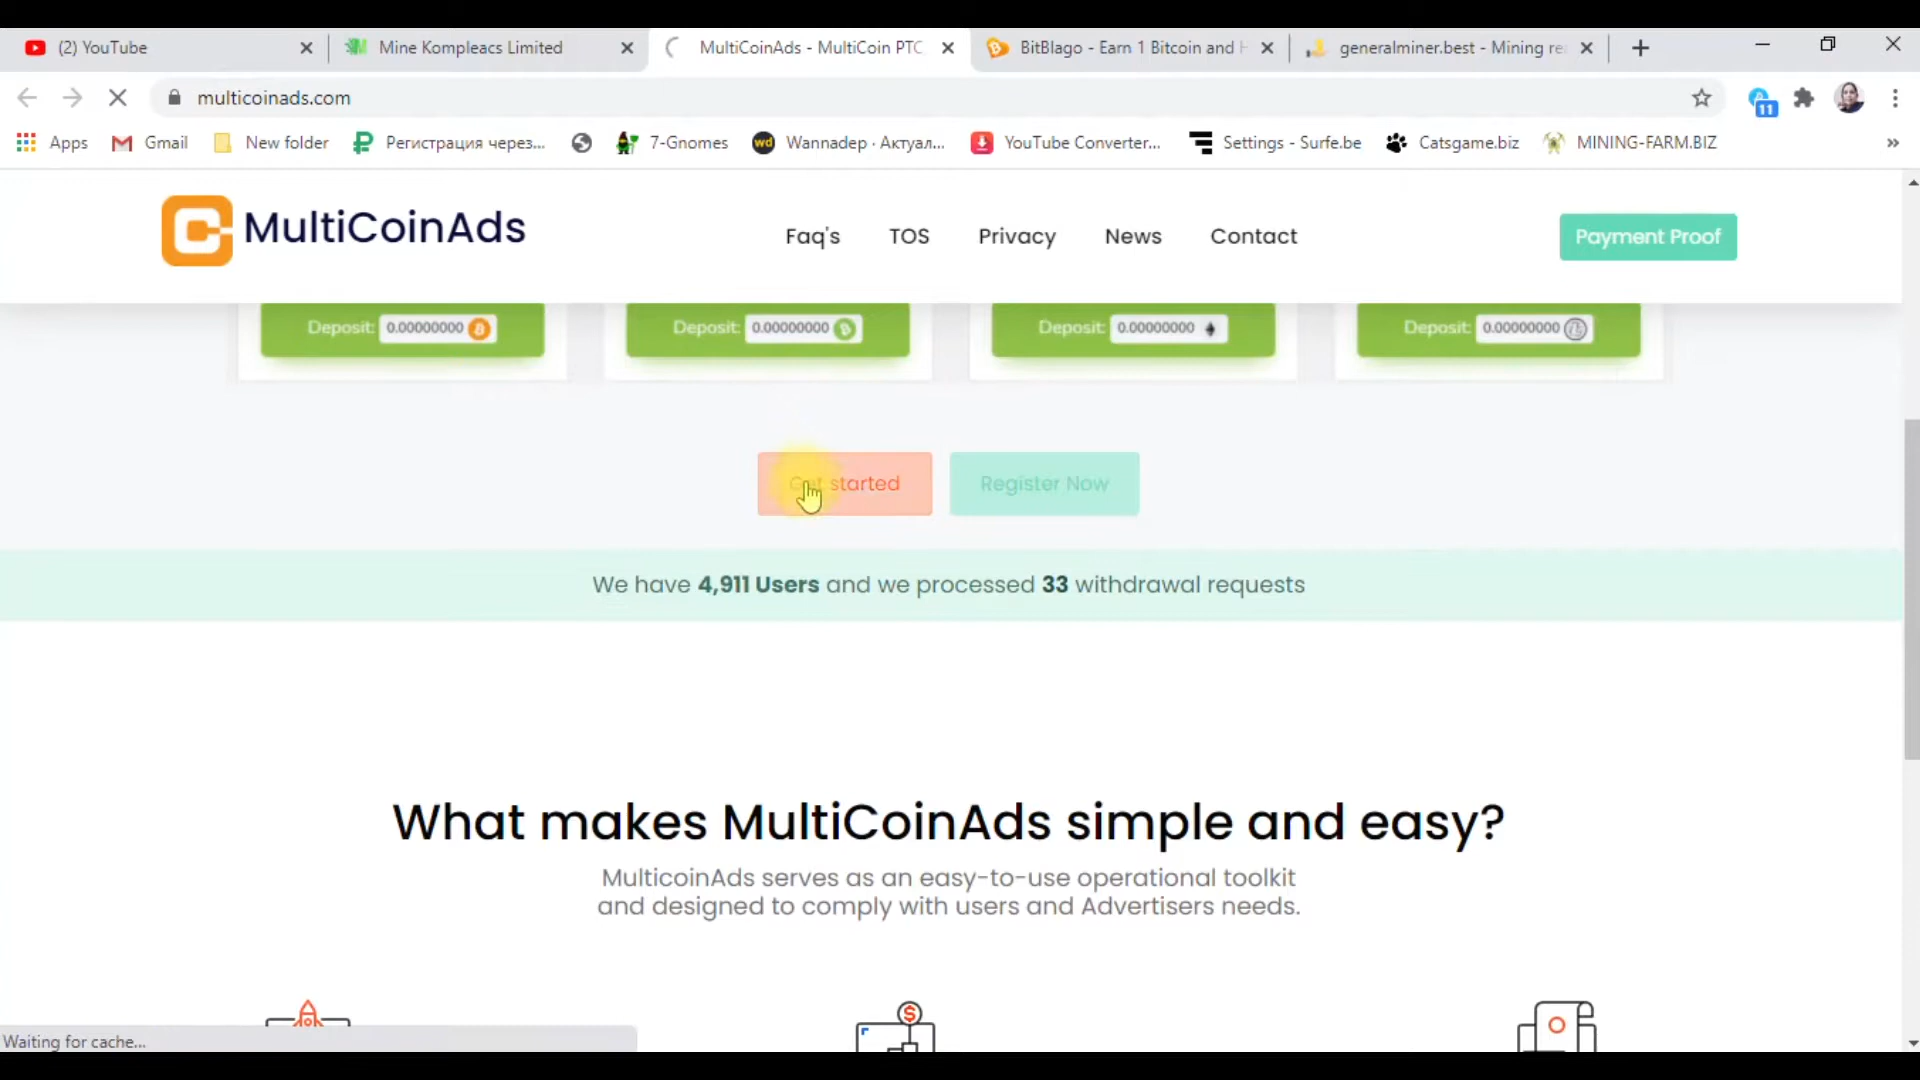 (2) YouTube
Mine Kompleacs Limited
MultiCoinAds - MultiCoin PTC
BitBlago - Earn 1 Bitcoin and H
generalminer.best - Mining re
multicoinads.com
11
Apps
Gmail
New folder
Регистрация через...
7-Gnomes
wd
Wannadep · Актуал...
YouTube Converter...
Settings - Surfe.be
Catsgame.biz
MINING-FARM.BIZ
»
MultiCoinAds
Faq's
TOS
Privacy
News
Contact
Payment Proof
Deposit: 0.00000000
Deposit: 0.00000000
Deposit: 0.00000000
Deposit: 0.00000000
Get started
Register Now
We have 4,911 Users and we processed 33 withdrawal requests
What makes MultiCoinAds simple and easy?
MulticoinAds serves as an easy-to-use operational toolkit
and designed to comply with users and Advertisers needs.
Waiting for cache...